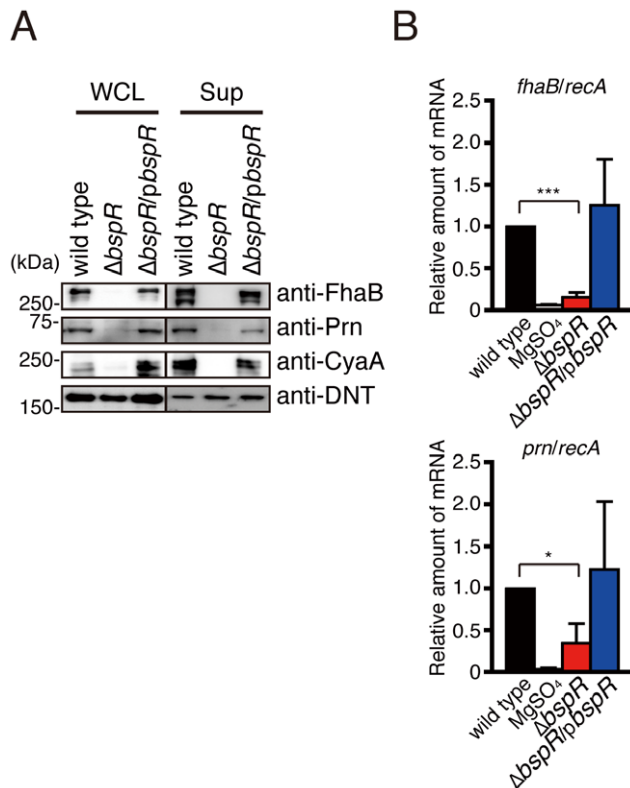 A
WCL Sup
wild type
ΔbspR
ΔbspR/pbspR
wild type
ΔbspR
ΔbspR/pbspR
(kDa)
250- anti-FhaB
75- anti-Prn
250- anti-CyaA
150- anti-DNT
B
fhaB/recA
Relative amount of mRNA
2.5
2.0
1.5
1.0
0.5
0
***
wild type
MgSO₄
ΔbspR
ΔbspR/pbspR
prn/recA
Relative amount of mRNA
2.5
2.0
1.5
1.0
0.5
0
*
wild type
MgSO₄
ΔbspR
ΔbspR/pbspR